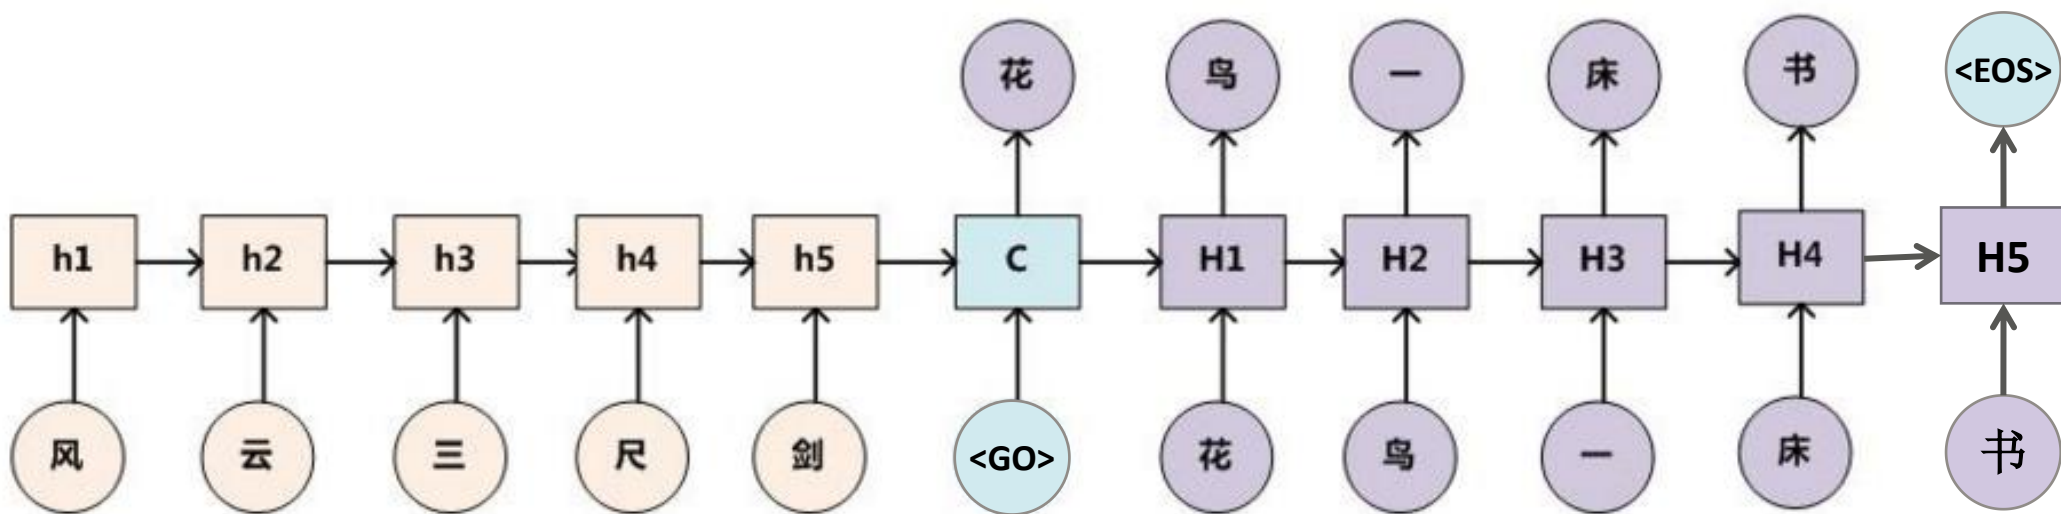 花 鸟 一 床 书 <EOS>
h1 h2 h3 h4 h5 C H1 H2 H3 H4 H5
风 云 三 尺 剑 <GO> 花 鸟 一 床 书